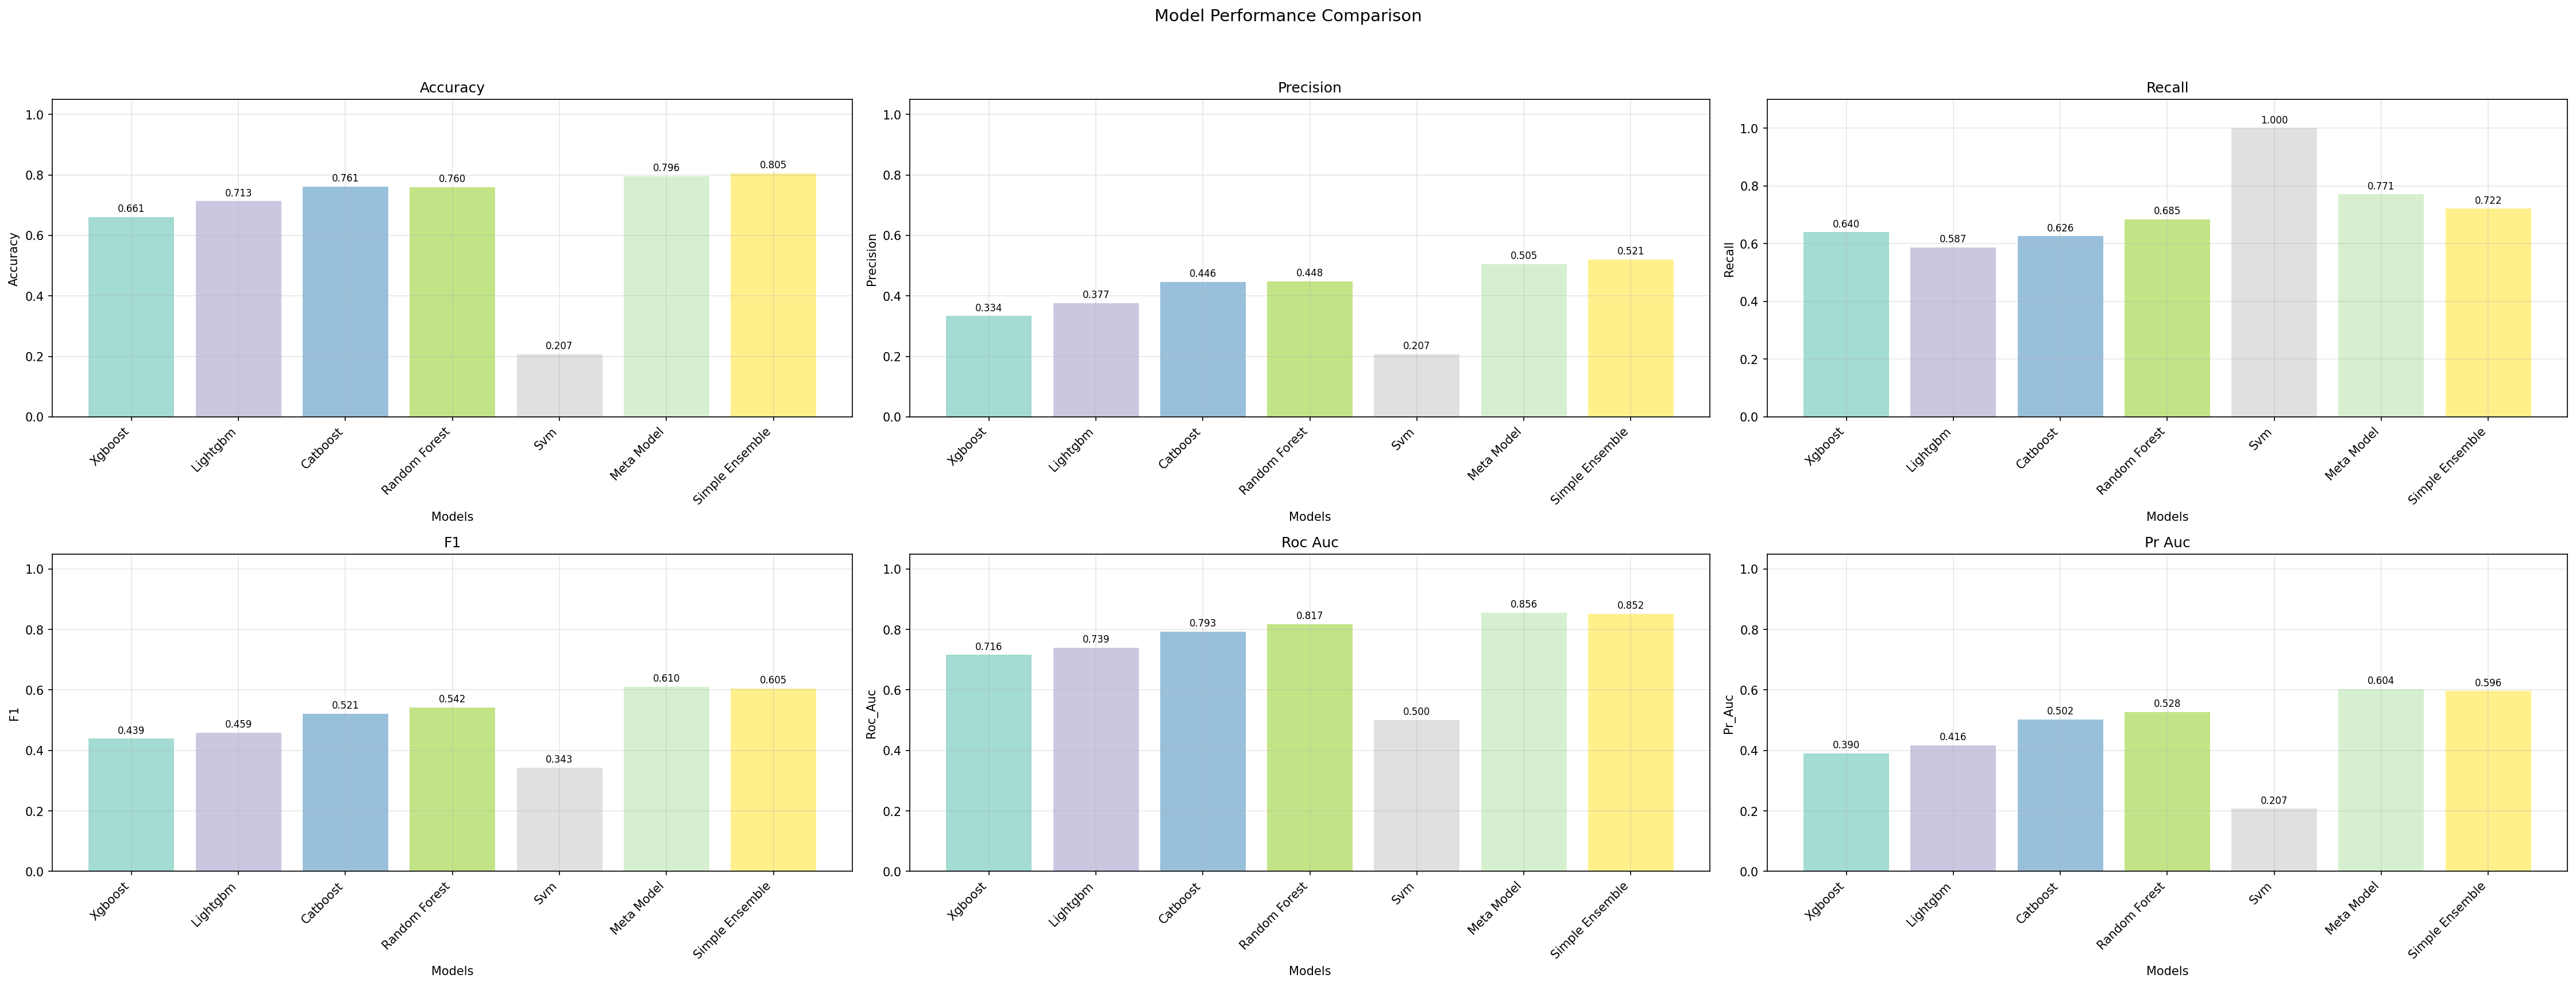 Model Performance Comparison
Accuracy
Accuracy
1.0
0.8
0.6
0.4
0.2
0.0
0.661
0.713
0.761
0.760
0.207
0.796
0.805
Xgboost
Lightgbm
Catboost
Random Forest
Svm
Meta Model
Simple Ensemble
Models
Precision
Precision
1.0
0.8
0.6
0.4
0.2
0.0
0.334
0.377
0.446
0.448
0.207
0.505
0.521
Xgboost
Lightgbm
Catboost
Random Forest
Svm
Meta Model
Simple Ensemble
Models
Recall
Recall
1.0
0.8
0.6
0.4
0.2
0.0
0.640
0.587
0.626
0.685
1.000
0.771
0.722
Xgboost
Lightgbm
Catboost
Random Forest
Svm
Meta Model
Simple Ensemble
Models
F1
F1
1.0
0.8
0.6
0.4
0.2
0.0
0.439
0.459
0.521
0.542
0.343
0.610
0.605
Xgboost
Lightgbm
Catboost
Random Forest
Svm
Meta Model
Simple Ensemble
Models
Roc Auc
Roc_Auc
1.0
0.8
0.6
0.4
0.2
0.0
0.716
0.739
0.793
0.817
0.500
0.856
0.852
Xgboost
Lightgbm
Catboost
Random Forest
Svm
Meta Model
Simple Ensemble
Models
Pr Auc
Pr_Auc
1.0
0.8
0.6
0.4
0.2
0.0
0.390
0.416
0.502
0.528
0.207
0.604
0.596
Xgboost
Lightgbm
Catboost
Random Forest
Svm
Meta Model
Simple Ensemble
Models